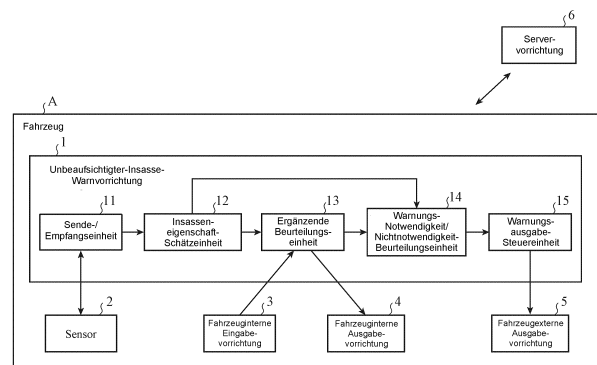 6
Server-
vorrichtung
A
Fahrzeug
1
Unbeaufsichtigter-Insasse-
Warnvorrichtung
11
Sende-/
Empfangseinheit
12
Insassen-
eigenschaft-
Schätzeinheit
13
Ergänzende
Beurteilungs-
einheit
14
Warnungs-
Notwendigkeit/
Nichtnotwendigkeit-
Beurteilungseinheit
15
Warnungs-
ausgabe-
Steuereinheit
2
Sensor
3
Fahrzeuginterne
Eingabe-
vorrichtung
4
Fahrzeuginterne
Ausgabe-
vorrichtung
5
Fahrzeugexterne
Ausgabe-
vorrichtung